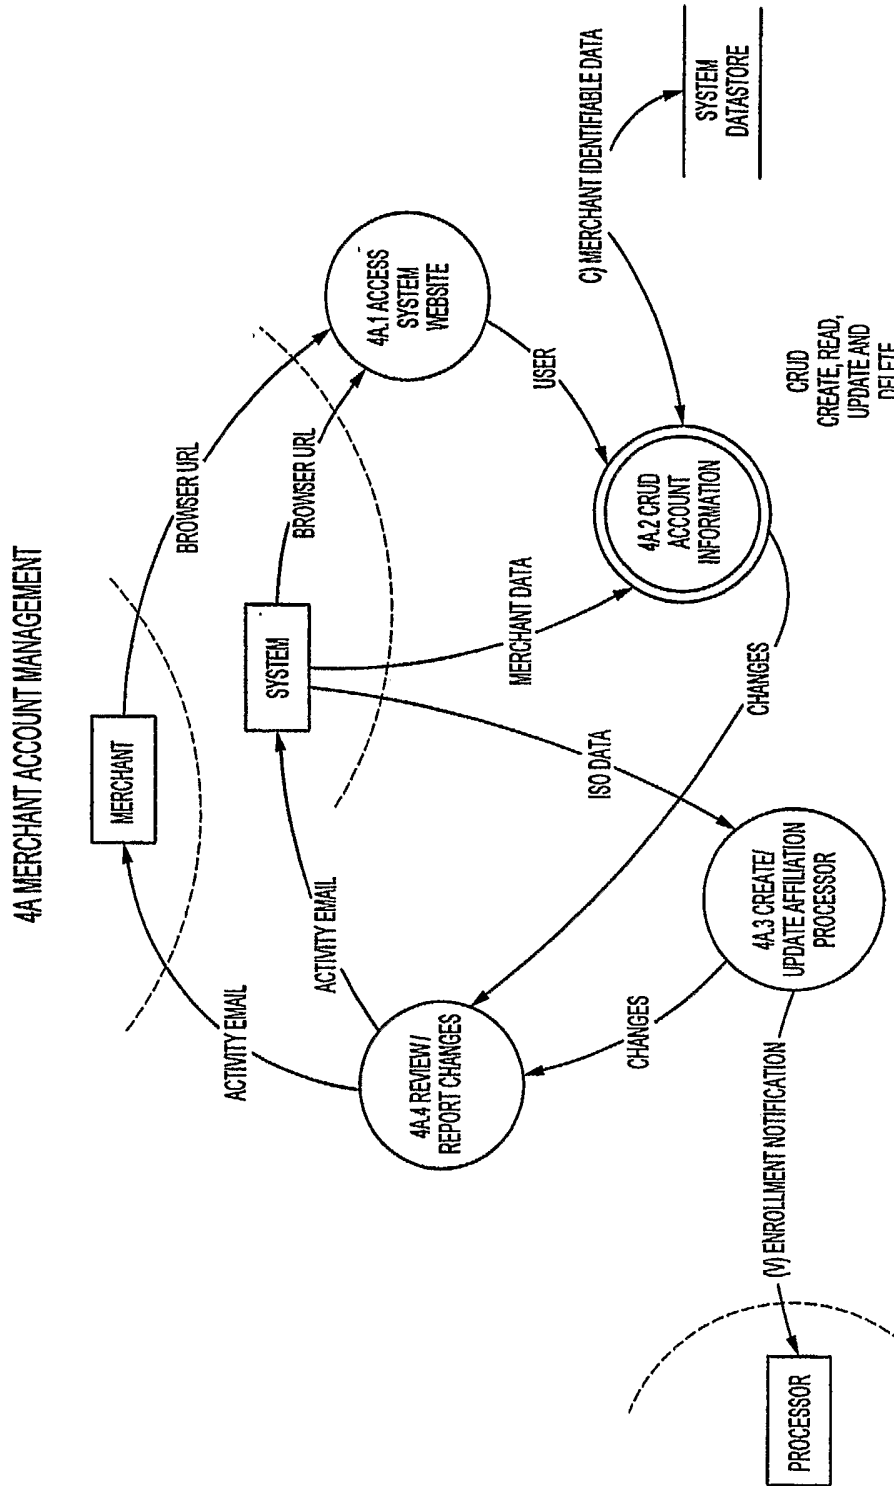 4A MERCHANT ACCOUNT MANAGEMENT
MERCHANT
BROWSER URL
ACTIVITY EMAIL
SYSTEM
BROWSER URL
ACTIVITY EMAIL
4A.1 ACCESS
SYSTEM
WEBSITE
4A.4 REVIEW /
REPORT CHANGES
MERCHANT DATA
USER
ISO DATA
C) MERCHANT IDENTIFIABLE DATA
SYSTEM
DATASTORE
4A.2 CRUD
ACCOUNT
INFORMATION
CHANGES
CHANGES
4A.3 CREATE/
UPDATE AFFILIATION
PROCESSOR
(V) ENROLLMENT NOTIFICATION
PROCESSOR
CRUD
CREATE, READ,
UPDATE AND
DELETE